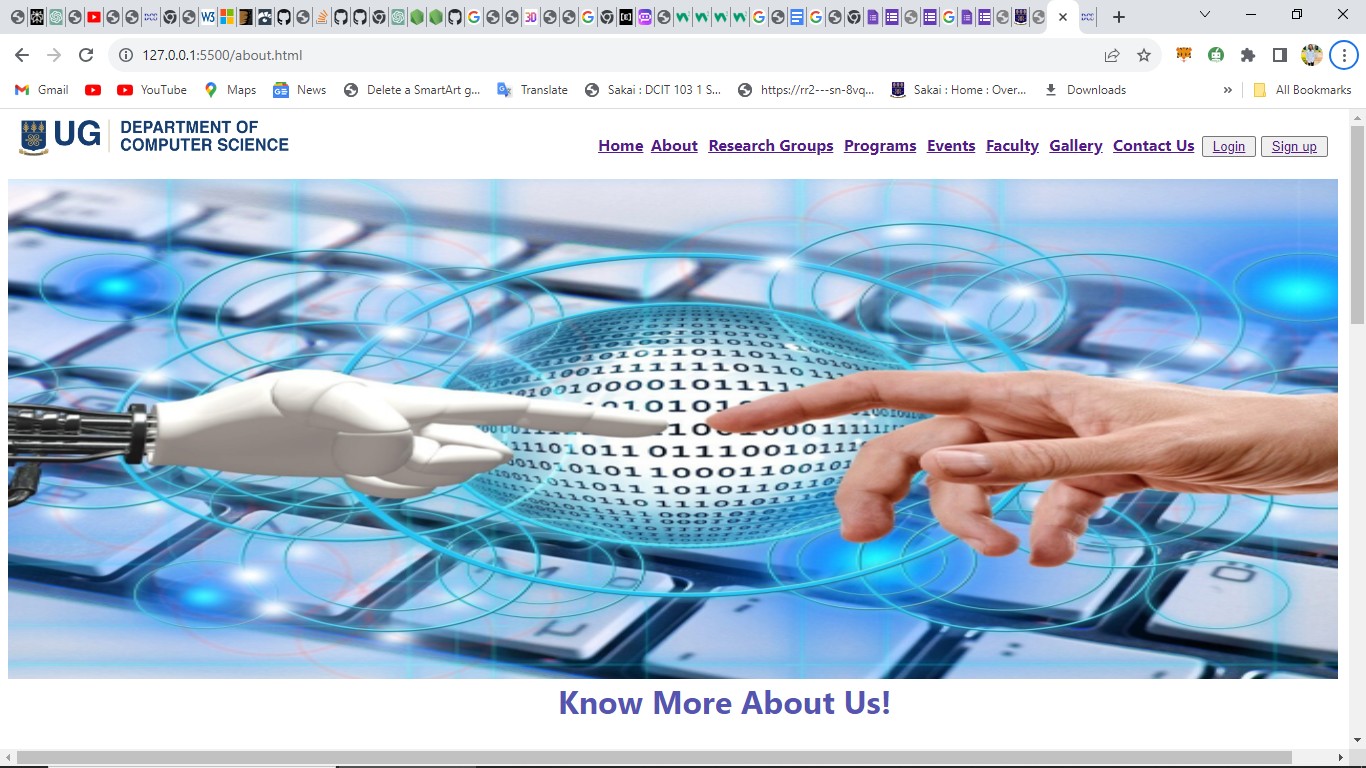 W3
3D
127.0.0.1:5500/about.html
Gmail YouTube Maps News Delete a SmartArt g... Translate Sakai : DCIT 103 1 S... https://rr2---sn-8vq... Sakai : Home : Over... Downloads » All Bookmarks
UG DEPARTMENT OF
COMPUTER SCIENCE
Home About Research Groups Programs Events Faculty Gallery Contact Us Login Sign up
Know More About Us!